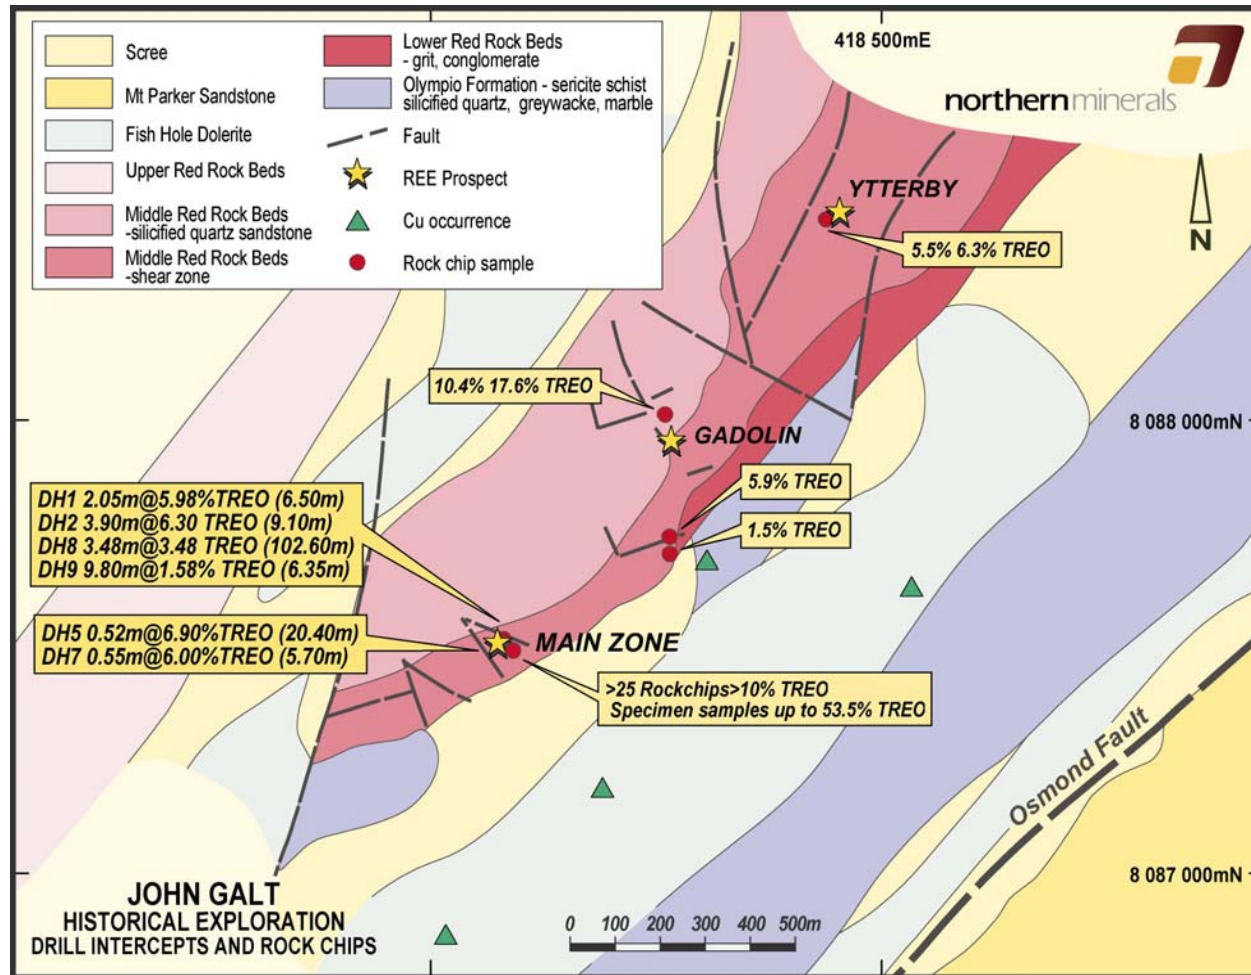 Scree
Mt Parker Sandstone
Fish Hole Dolerite
Upper Red Rock Beds
Middle Red Rock Beds
-silicified quartz sandstone
Middle Red Rock Beds
-shear zone
Lower Red Rock Beds
- grit, conglomerate
Olympio Formation - sericite schist
silicified quartz, greywacke, marble
Fault
REE Prospect
Cu occurrence
Rock chip sample
418 500mE
northernminerals
N
YTTERBY
5.5% 6.3% TREO
10.4% 17.6% TREO
GADOLIN
8 088 000mN
5.9% TREO
1.5% TREO
DH1 2.05m@5.98%TREO (6.50m)
DH2 3.90m@6.30 TREO (9.10m)
DH8 3.48m@3.48 TREO (102.60m)
DH9 9.80m@1.58% TREO (6.35m)
DH5 0.52m@6.90%TREO (20.40m)
DH7 0.55m@6.00%TREO (5.70m)
MAIN ZONE
>25 Rockchips>10% TREO
Specimen samples up to 53.5% TREO
Osmond Fault
8 087 000mN
JOHN GALT
HISTORICAL EXPLORATION
DRILL INTERCEPTS AND ROCK CHIPS
0 100 200 300 400 500m